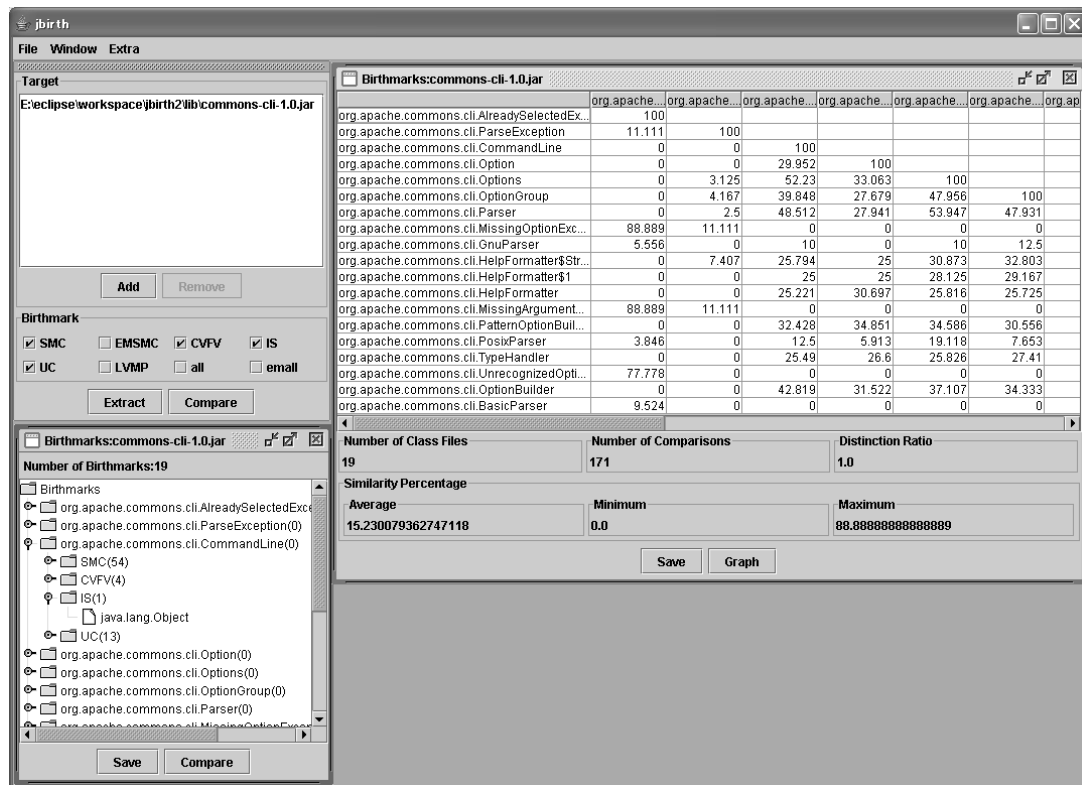 jbirth
File Window Extra
Target
E:\eclipse\workspace\jbirth2\lib\commons-cli-1.0.jar
Add Remove
Birthmark
SMC EMSMC CVFV IS
UC LVMP all emall
Extract Compare
Birthmarks:commons-cli-1.0.jar
Number of Birthmarks:19
Birthmarks
org.apache.commons.cli.AlreadySelectedExce
org.apache.commons.cli.ParseException(0)
org.apache.commons.cli.CommandLine(0)
SMC(54)
CVFV(4)
IS(1)
java.lang.Object
UC(13)
org.apache.commons.cli.Option(0)
org.apache.commons.cli.Options(0)
org.apache.commons.cli.OptionGroup(0)
org.apache.commons.cli.Parser(0)
org.apache.commons.cli.MissingOptionExcep
Save Compare
Birthmarks:commons-cli-1.0.jar
org.apache.... org.apache.... org.apache.... org.apache.... org.apache.... org.apache.... org.ap
org.apache.commons.cli.AlreadySelectedEx... 100
org.apache.commons.cli.ParseException 11.111 100
org.apache.commons.cli.CommandLine 0 0 100
org.apache.commons.cli.Option 0 0 29.952 100
org.apache.commons.cli.Options 0 3.125 52.23 33.063 100
org.apache.commons.cli.OptionGroup 0 4.167 39.848 27.679 47.956 100
org.apache.commons.cli.Parser 0 2.5 48.512 27.941 53.947 47.931
org.apache.commons.cli.MissingOptionExc... 88.889 11.111 0 0 0 0
org.apache.commons.cli.GnuParser 5.556 0 10 0 10 12.5
org.apache.commons.cli.HelpFormatter$Str... 0 7.407 25.794 25 30.873 32.803
org.apache.commons.cli.HelpFormatter$1 0 0 25 25 28.125 29.167
org.apache.commons.cli.HelpFormatter 0 0 25.221 30.697 25.816 25.725
org.apache.commons.cli.MissingArgument... 88.889 11.111 0 0 0 0
org.apache.commons.cli.PatternOptionBuil... 0 0 32.428 34.851 34.586 30.556
org.apache.commons.cli.PosixParser 3.846 0 12.5 5.913 19.118 7.653
org.apache.commons.cli.TypeHandler 0 0 25.49 26.6 25.826 27.41
org.apache.commons.cli.UnrecognizedOpti... 77.778 0 0 0 0 0
org.apache.commons.cli.OptionBuilder 0 0 42.819 31.522 37.107 34.333
org.apache.commons.cli.BasicParser 9.524 0 0 0 0 0
Number of Class Files Number of Comparisons Distinction Ratio
19 171 1.0
Similarity Percentage
Average Minimum Maximum
15.230079362747118 0.0 88.88888888888889
Save Graph